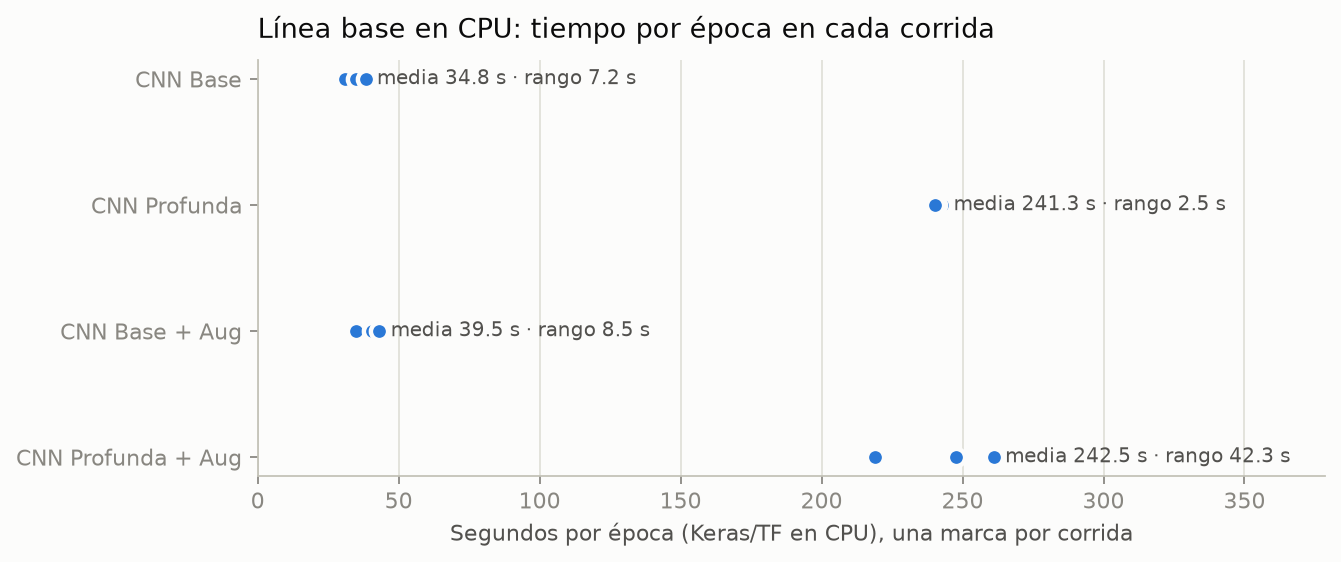 Línea base en CPU: tiempo por época en cada corrida
CNN Base
media 34.8 s · rango 7.2 s
CNN Profunda
media 241.3 s · rango 2.5 s
CNN Base + Aug
media 39.5 s · rango 8.5 s
CNN Profunda + Aug
media 242.5 s · rango 42.3 s
0 50 100 150 200 250 300 350
Segundos por época (Keras/TF en CPU), una marca por corrida